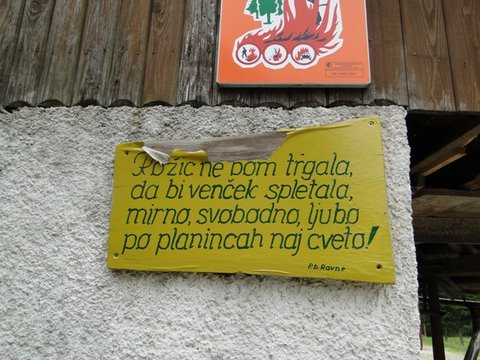 Rožic ne bom trgala,
da bi venček spletala,
mirno, svobodno, ljubo
po planincah naj cveto!
P.D. Ravne